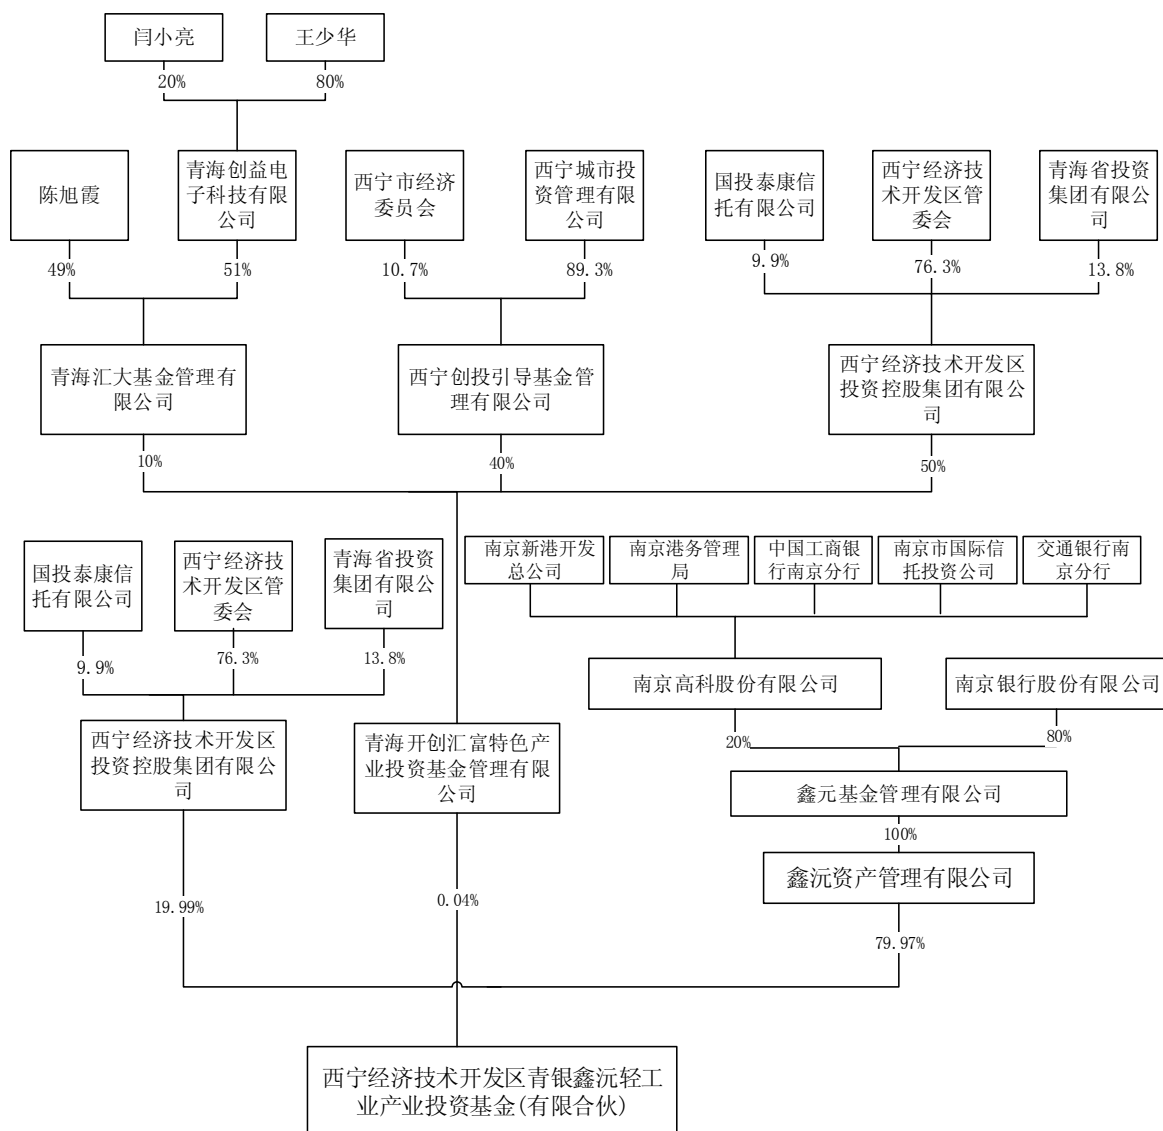 闫小亮
王少华
20%
80%
陈旭霞
青海创益电
子科技有限
公司
西宁市经济
委员会
西宁城市投
资管理有限
公司
国投泰康信
托有限公司
西宁经济技
术开发区管
委会
青海省投资
集团有限公
司
49%
51%
10.7%
89.3%
9.9%
76.3%
13.8%
青海汇大基金管理有
限公司
西宁创投引导基金管
理有限公司
西宁经济技术开发区
投资控股集团有限公
司
10%
40%
50%
国投泰康信
托有限公司
西宁经济技
术开发区管
委会
青海省投资
集团有限公
司
南京新港开发
总公司
南京港务管理
局
中国工商银
行南京分行
南京市国际信
托投资公司
交通银行南
京分行
9.9%
76.3%
13.8%
南京高科股份有限公司
南京银行股份有限公司
西宁经济技术开发区
投资控股集团有限公
司
青海开创汇富特色产
业投资基金管理有限
公司
20%
80%
鑫元基金管理有限公司
100%
鑫沅资产管理有限公司
19.99%
0.04%
79.97%
西宁经济技术开发区青银鑫沅轻工
业产业投资基金(有限合伙)